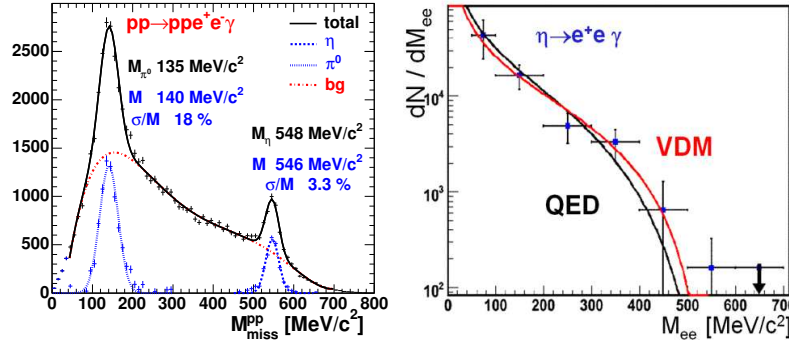 pp→ppe⁺e⁻γ
total
η
π⁰
bg
M_π⁰ 135 MeV/c²
M 140 MeV/c²
σ/M 18 %
M_η 548 MeV/c²
M 546 MeV/c²
σ/M 3.3 %
2500
2000
1500
1000
500
0
0 100 200 300 400 500 600 700 800
M^pp_miss [MeV/c²]
dN / dM_ee
η→e⁺e γ
VDM
QED
10⁴
10³
10²
0 100 200 300 400 500 600 700
M_ee [MeV/c²]